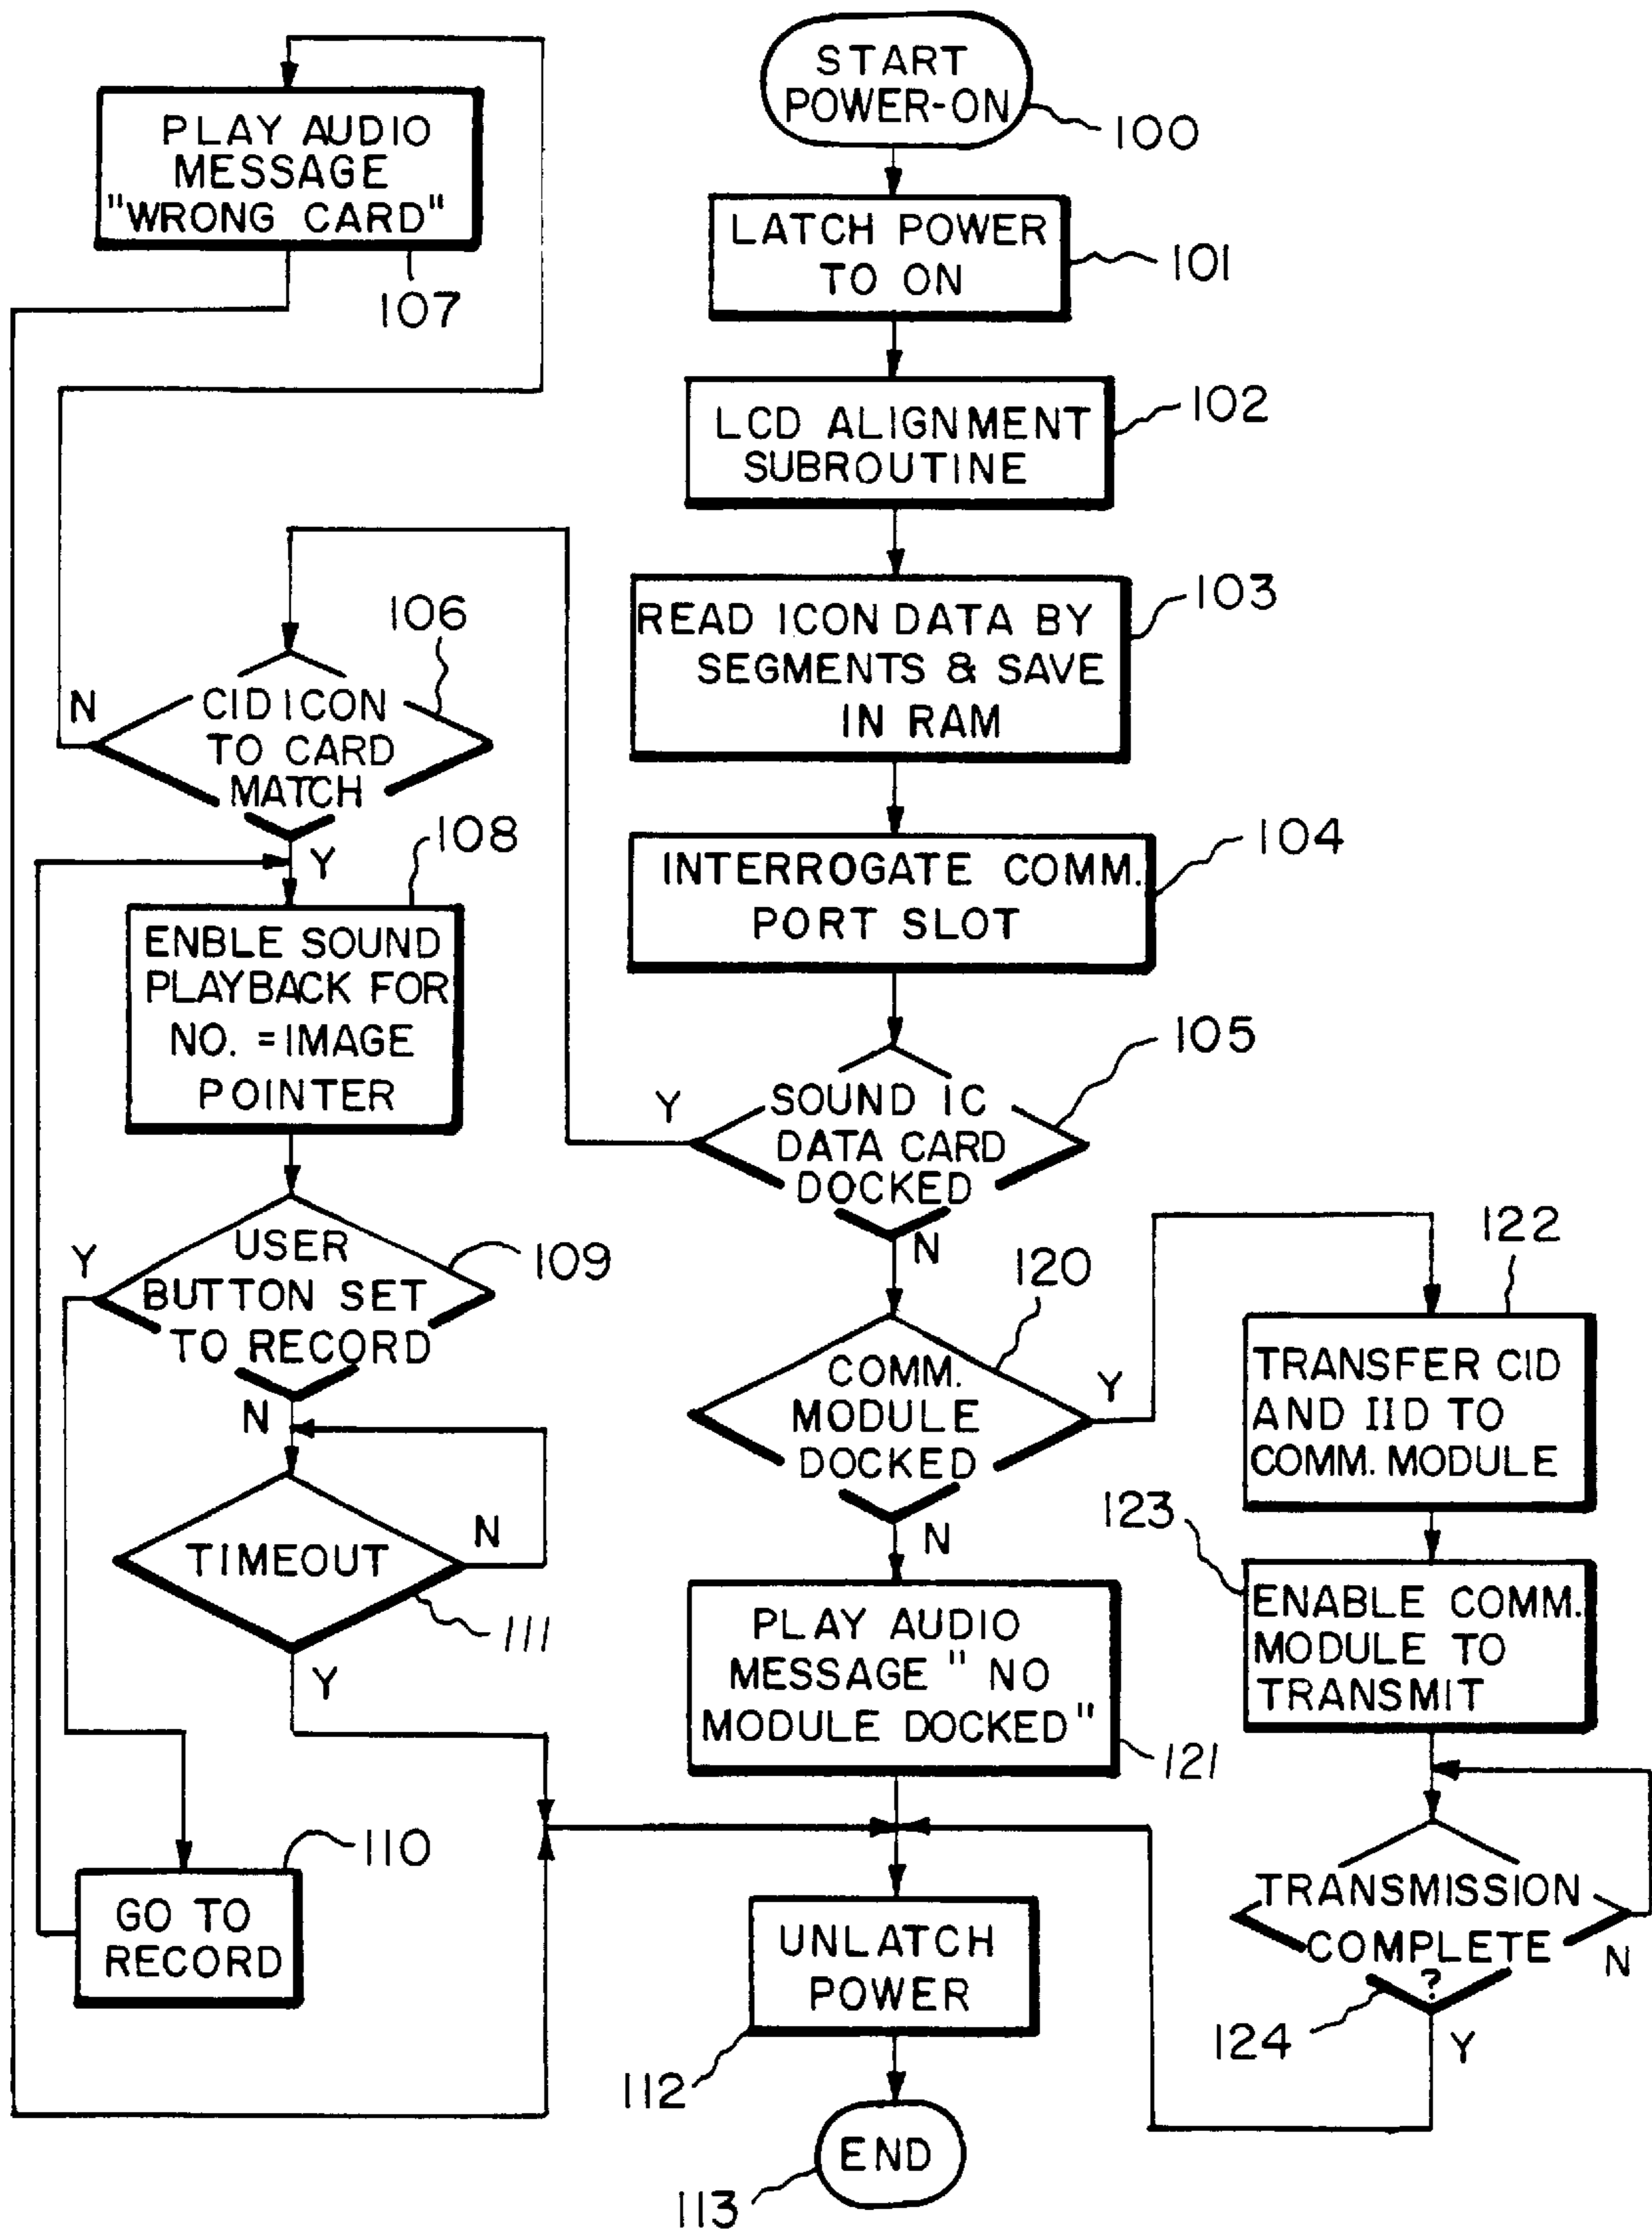 START
POWER-ON
100
LATCH POWER
TO ON
101
LCD ALIGNMENT
SUBROUTINE
102
READ ICON DATA BY
SEGMENTS & SAVE
IN RAM
103
INTERROGATE COMM.
PORT SLOT
104
SOUND IC
DATA CARD
DOCKED
105
Y
N
CID ICON
TO CARD
MATCH
106
N
Y
PLAY AUDIO
MESSAGE
"WRONG CARD"
107
ENBLE SOUND
PLAYBACK FOR
NO. = IMAGE
POINTER
108
USER
BUTTON SET
TO RECORD
109
Y
N
GO TO
RECORD
110
TIMEOUT
111
N
Y
COMM.
MODULE
DOCKED
120
Y
N
PLAY AUDIO
MESSAGE "NO
MODULE DOCKED"
121
TRANSFER CID
AND IID TO
COMM. MODULE
122
ENABLE COMM.
MODULE TO
TRANSMIT
123
TRANSMISSION
COMPLETE
?
124
N
Y
UNLATCH
POWER
112
END
113